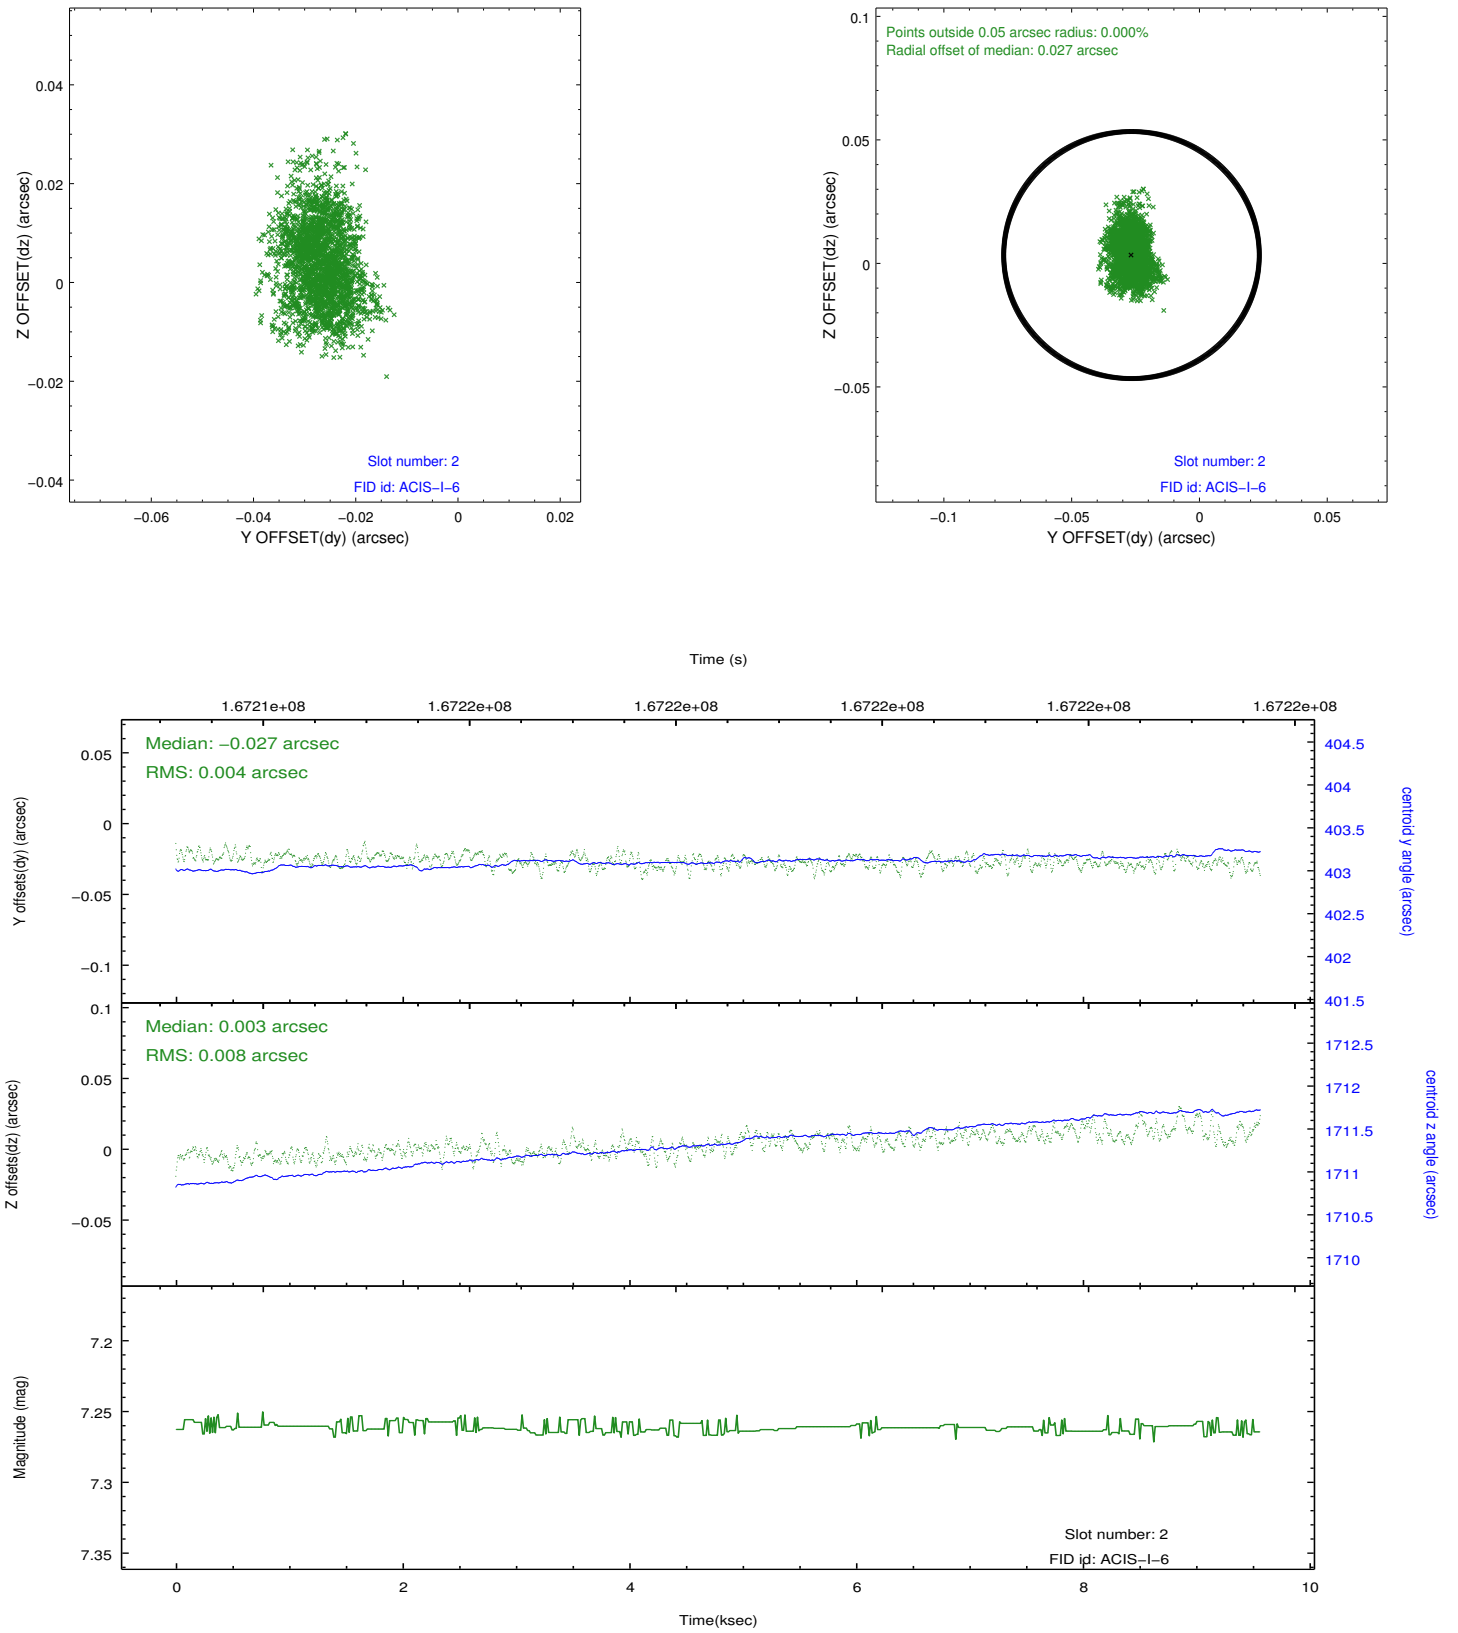 0.04
0.02
0
−0.02
−0.04
Z OFFSET(dz) (arcsec)
Slot number: 2
FID id: ACIS−I−6
−0.06
−0.04
−0.02
0
0.02
Y OFFSET(dy) (arcsec)
Points outside 0.05 arcsec radius: 0.000%
Radial offset of median: 0.027 arcsec
0.1
0.05
0
−0.05
Z OFFSET(dz) (arcsec)
Slot number: 2
FID id: ACIS−I−6
−0.1
−0.05
0
0.05
Y OFFSET(dy) (arcsec)
Time (s)
1.6721e+08
1.6722e+08
1.6722e+08
1.6722e+08
1.6722e+08
1.6722e+08
Median: −0.027 arcsec
RMS: 0.004 arcsec
0.05
0
−0.05
−0.1
Y offsets(dy) (arcsec)
404.5
404
403.5
403
402.5
402
401.5
centroid y angle (arcsec)
Median: 0.003 arcsec
RMS: 0.008 arcsec
0.1
0.05
0
−0.05
Z offsets(dz) (arcsec)
1712.5
1712
1711.5
1711
1710.5
1710
centroid z angle (arcsec)
7.2
7.25
7.3
7.35
Magnitude (mag)
Slot number: 2
FID id: ACIS−I−6
0
2
4
6
8
10
Time(ksec)